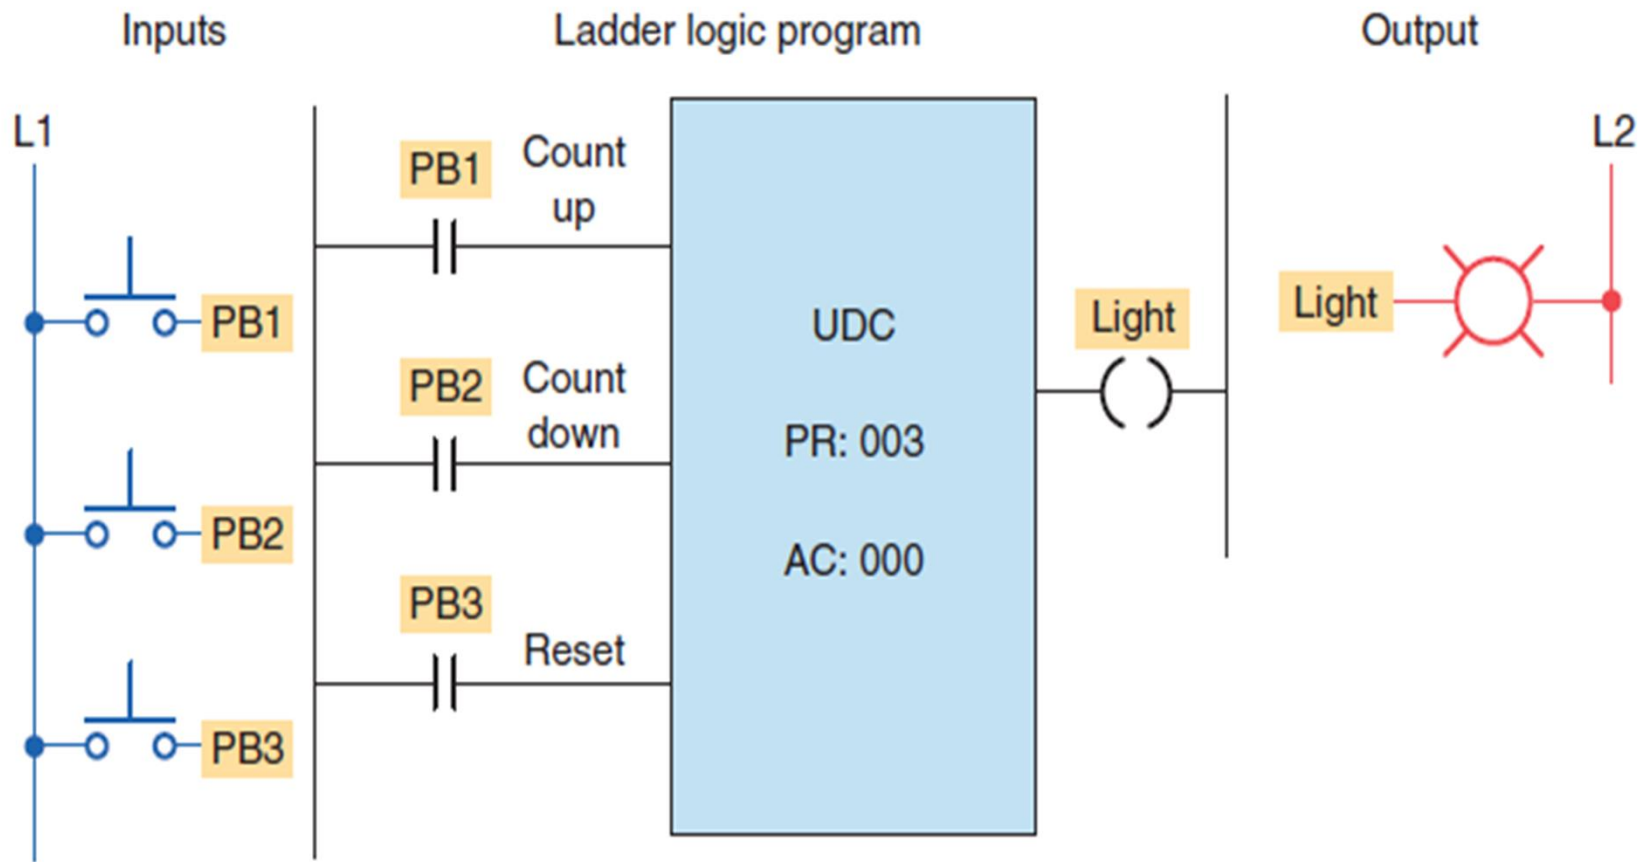 Inputs
Ladder logic program
Output
L1
PB1
PB2
PB3
PB1
Count
up
PB2
Count
down
PB3
Reset
UDC
PR: 003
AC: 000
Light
Light
L2